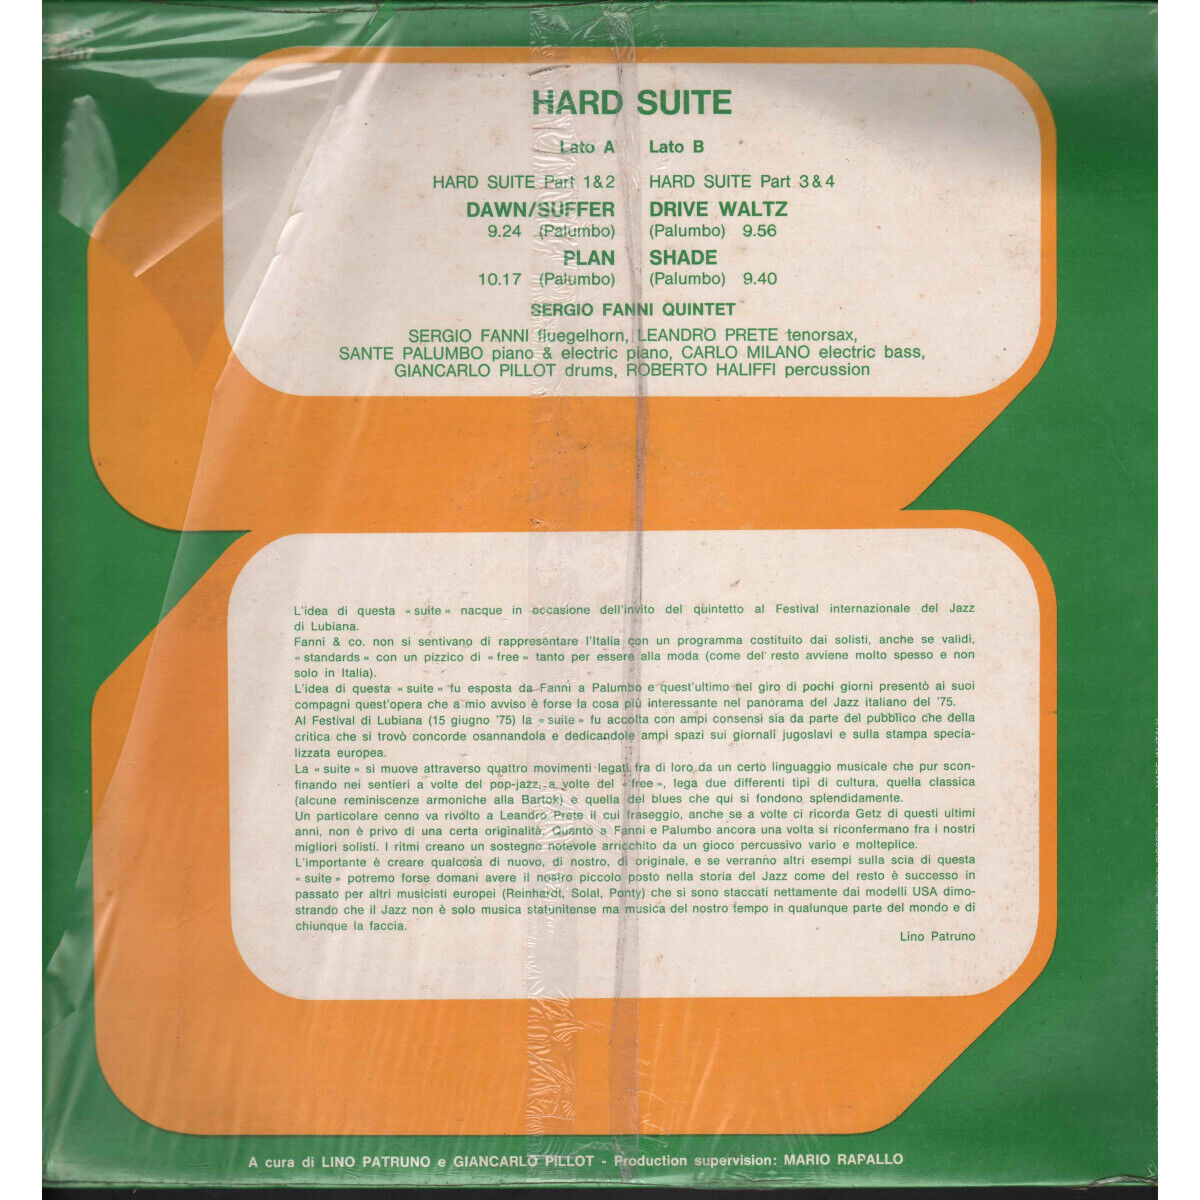 HARD SUITE
Lato A Lato B
HARD SUITE Part 1 & 2 HARD SUITE Part 3 & 4
DAWN/SUFFER DRIVE WALTZ
9.24 (Palumbo) (Palumbo) 9.56
PLAN SHADE
10.17 (Palumbo) (Palumbo) 9.40
SERGIO FANNI QUINTET
SERGIO FANNI fluegelhorn, LEANDRO PRETE tenorsax,
SANTE PALUMBO piano & electric piano, CARLO MILANO electric bass,
GIANCARLO PILLOT drums, ROBERTO HALIFFI percussion
L'idea di questa « suite » nacque in occasione dell'invito del quintetto al Festival internazionale del Jazz
di Lubiana.
Fanni & co. non si sentivano di rappresentare l'Italia con un programma costituito dai solisti, anche se validi,
« standards » con un pizzico di « free » tanto per essere alla moda (come del resto avviene molto spesso e non
solo in Italia).
L'idea di questa « suite » fu esposta da Fanni a Palumbo e quest'ultimo nel giro di pochi giorni presentò ai suoi
compagni quest'opera che a mio avviso è forse la cosa più interessante nel panorama del Jazz italiano del '75.
Al Festival di Lubiana (15 giugno '75) la « suite » fu accolta con ampi consensi sia da parte del pubblico che della
critica che si trovò concorde osannandola e dedicandole ampi spazi sui giornali jugoslavi e sulla stampa specia-
lizzata europea.
La « suite » si muove attraverso quattro movimenti legati fra di loro da un certo linguaggio musicale che pur scon-
finando nei sentieri a volte del pop-jazz, a volte del « free », lega due differenti tipi di cultura, quella classica
(alcune reminiscenze armoniche alla Bartok) e quella del blues che qui si fondono splendidamente.
Un particolare cenno va rivolto a Leandro Prete il cui fraseggio, anche se a volte ci ricorda Getz di questi ultimi
anni, non è privo di una certa originalità. Quanto a Fanni e Palumbo ancora una volta si riconfermano fra i nostri
migliori solisti. I ritmi creano un sostegno notevole arricchito da un gioco percussivo vario e molteplice.
L'importante è creare qualcosa di nuovo, di nostro, di originale, e se verranno altri esempi sulla scia di questa
« suite » potremo forse domani avere il nostro piccolo posto nella storia del Jazz come del resto è successo in
passato per altri musicisti europei (Reinhardt, Solal, Ponty) che si sono staccati nettamente dai modelli USA dimo-
strando che il Jazz non è solo musica statunitense ma musica del nostro tempo in qualunque parte del mondo e di
chiunque la faccia.
Lino Patruno
A cura di LINO PATRUNO e GIANCARLO PILLOT - Production supervision: MARIO RAPALLO